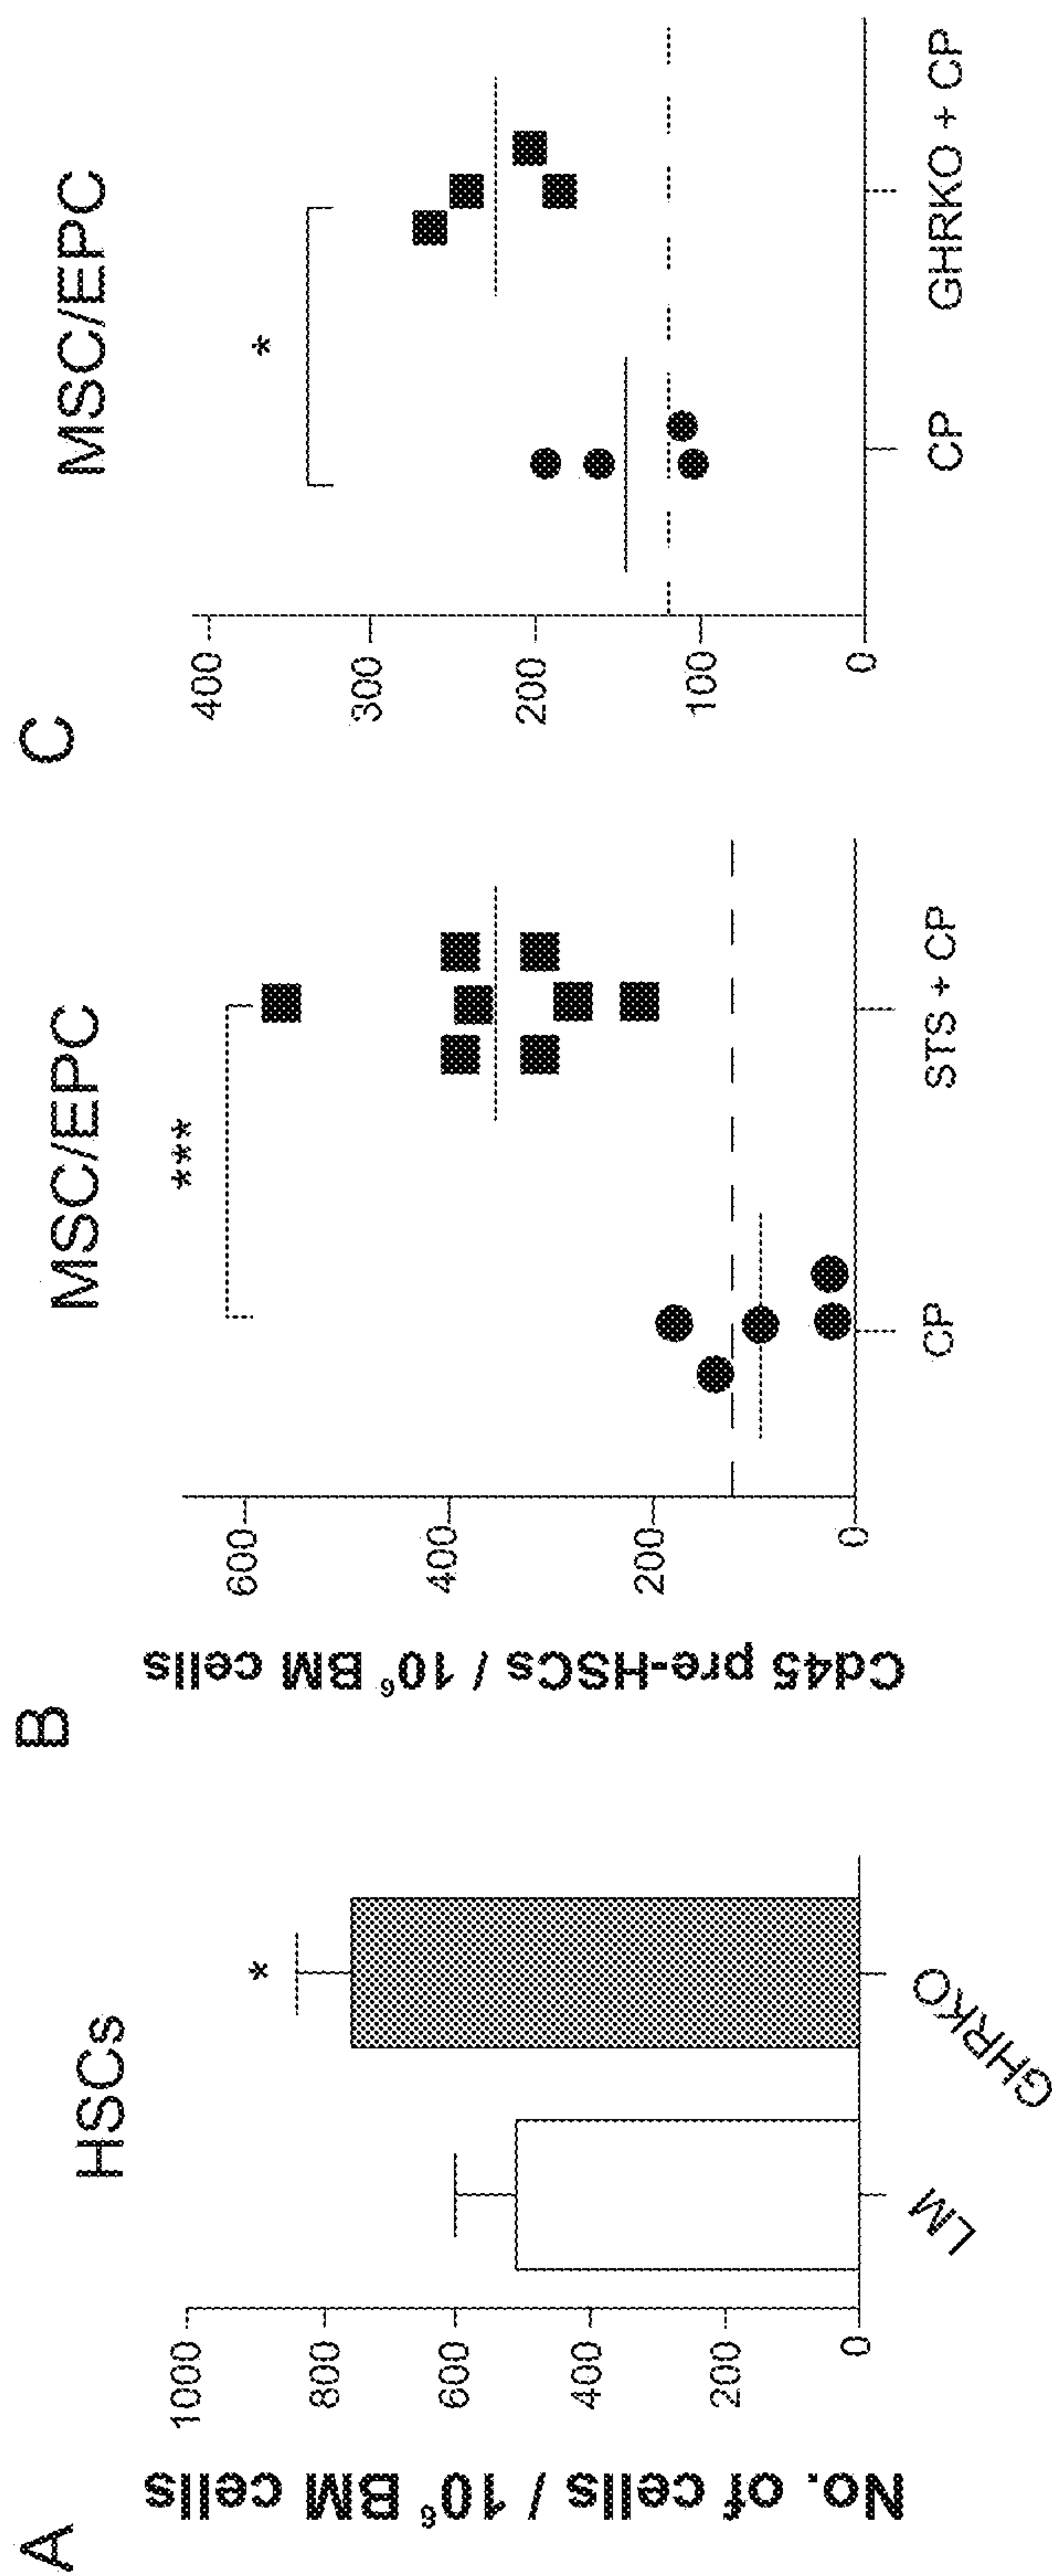 A
HSCs
No. of cells / 10⁶ BM cells
1000
800
600
400
200
0
*
LM
GHRKO
B
MSC/EPC
Cd45 pre-HSCs / 10⁶ BM cells
600
400
200
0
***
CP
STS + CP
C
MSC/EPC
400
300
200
100
0
*
CP
GHRKO + CP